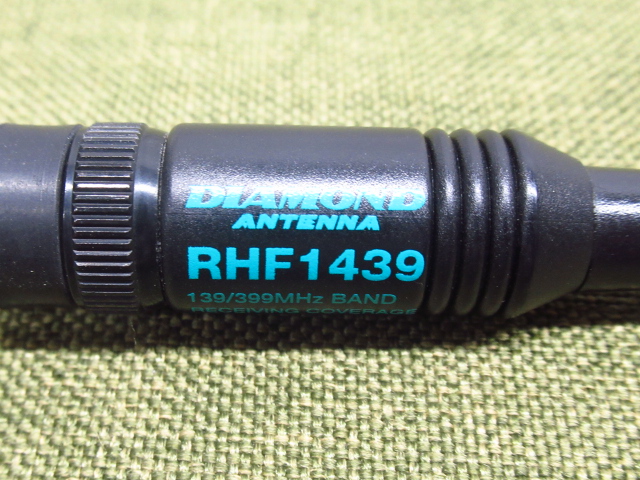 DIAMOND
ANTENNA
RHF1439
139/399MHz BAND
RECEIVING COVERAGE